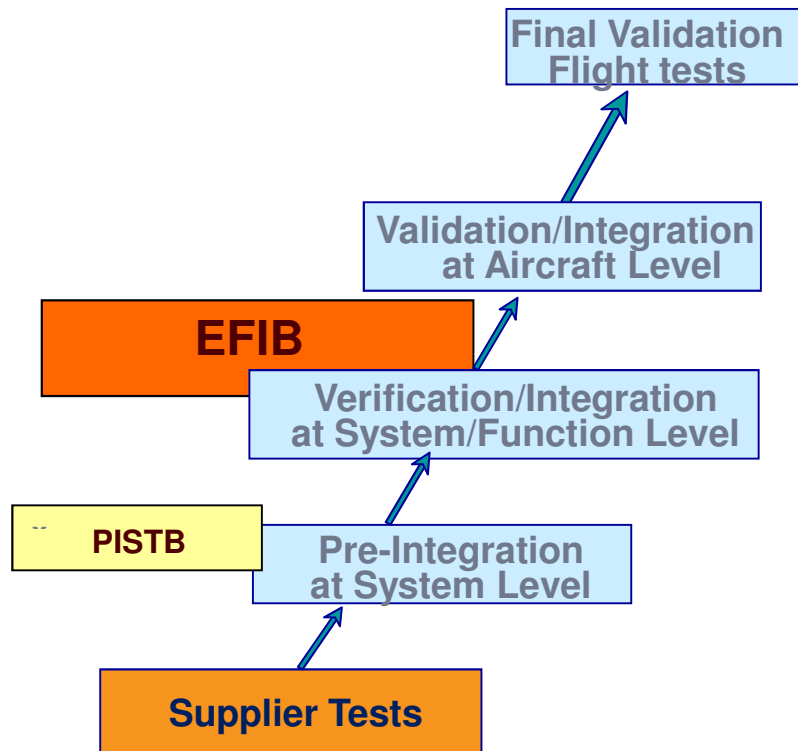 Final Validation
Flight tests
Validation/Integration
at Aircraft Level
EFIB
Verification/Integration
at System/Function Level
PISTB
Pre-Integration
at System Level
Supplier Tests